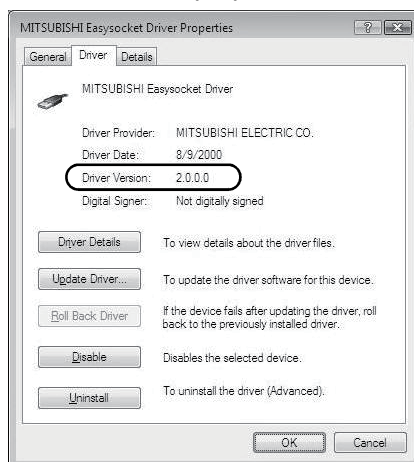 MITSUBISHI Easysocket Driver Properties
General Driver Details
MITSUBISHI Easysocket Driver
Driver Provider: MITSUBISHI ELECTRIC CO.
Driver Date: 8/9/2000
Driver Version: 2.0.0.0
Digital Signer: Not digitally signed
Driver Details To view details about the driver files.
Update Driver... To update the driver software for this device.
Roll Back Driver If the device fails after updating the driver, roll
back to the previously installed driver.
Disable Disables the selected device.
Uninstall To uninstall the driver (Advanced).
OK Cancel